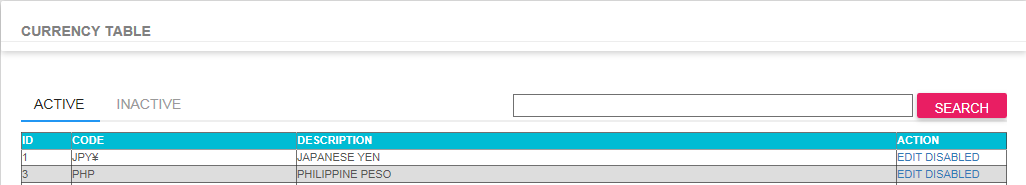 CURRENCY TABLE
ACTIVE INACTIVE SEARCH
ID CODE DESCRIPTION ACTION
1 JPY¥ JAPANESE YEN EDIT DISABLED
3 PHP PHILIPPINE PESO EDIT DISABLED